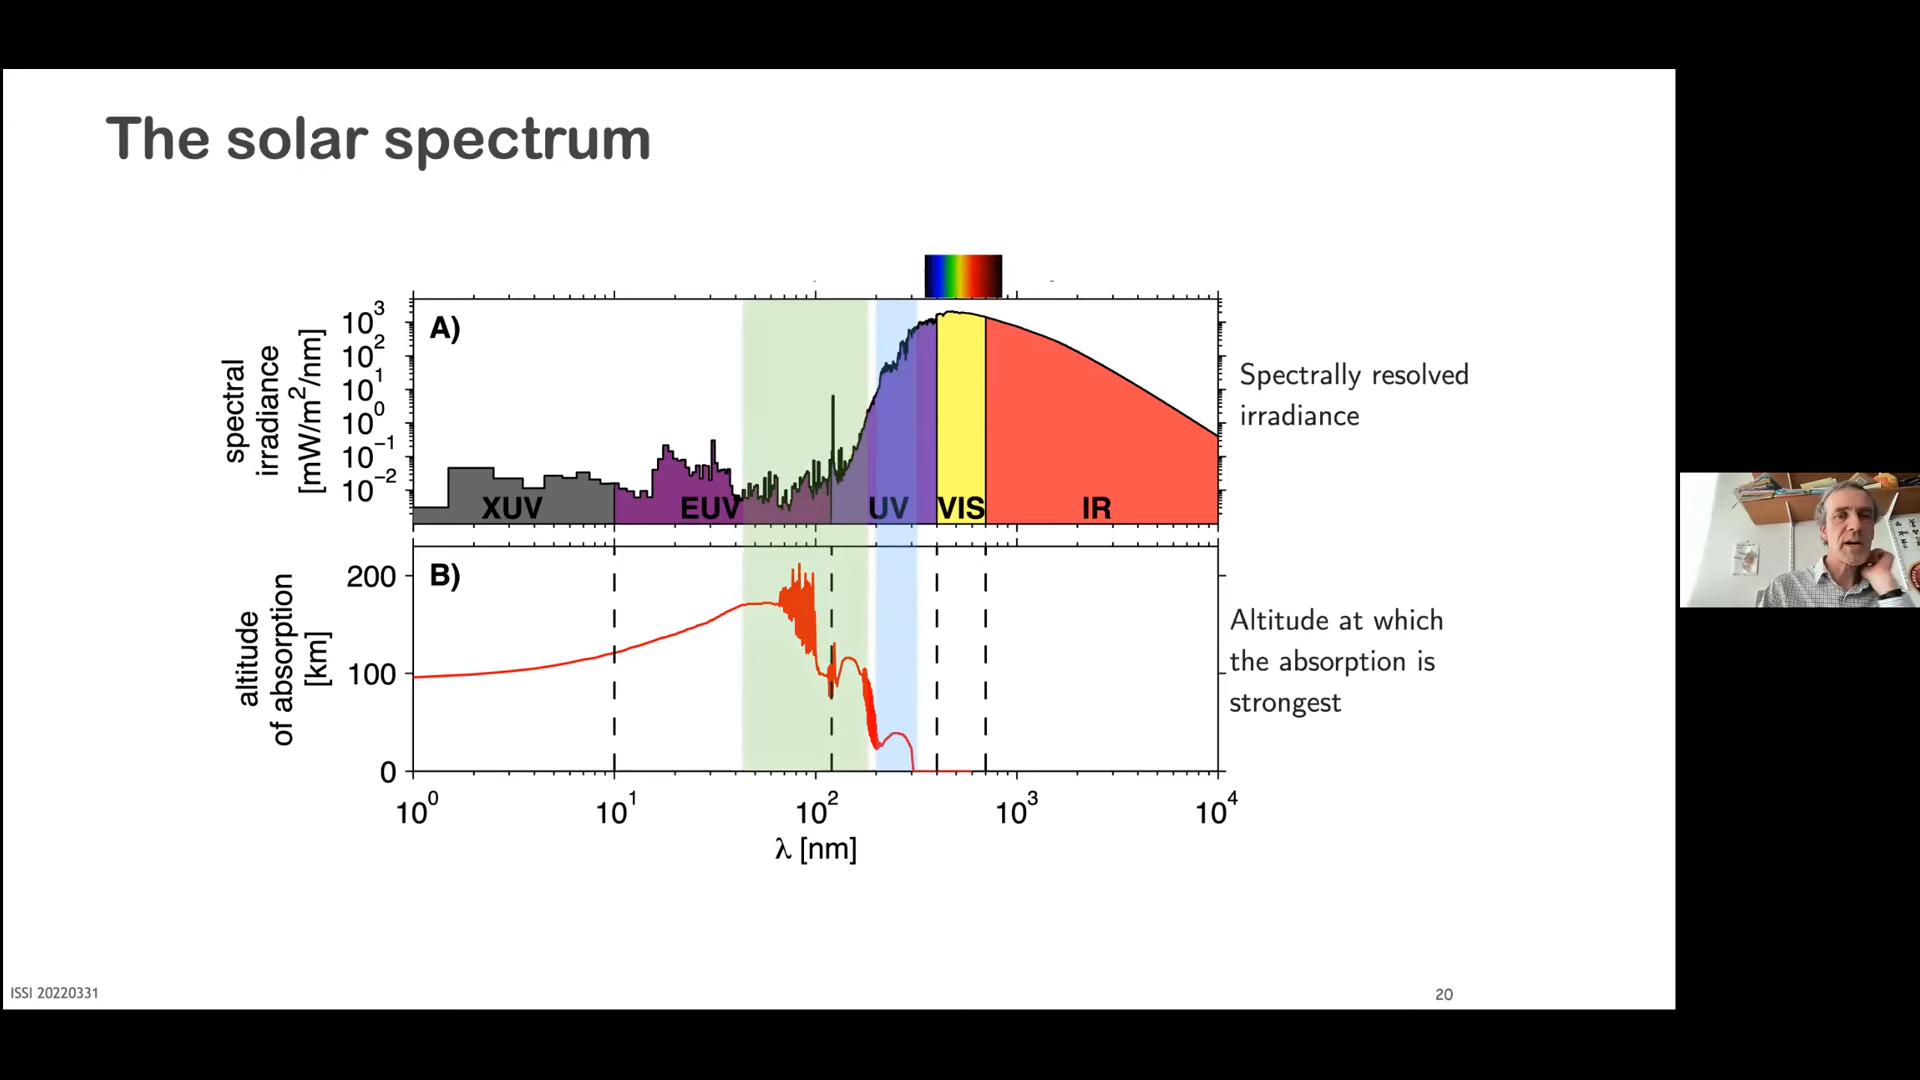 The solar spectrum
A)
spectral
irradiance
[mW/m²/nm]
10³
10²
10¹
10⁰
10⁻¹
10⁻²
XUV
EUV
UV
VIS
IR
Spectrally resolved
irradiance
B)
altitude
of absorption
[km]
200
100
0
Altitude at which
the absorption is
strongest
10⁰
10¹
10²
10³
10⁴
λ [nm]
ISSI 20220331
20